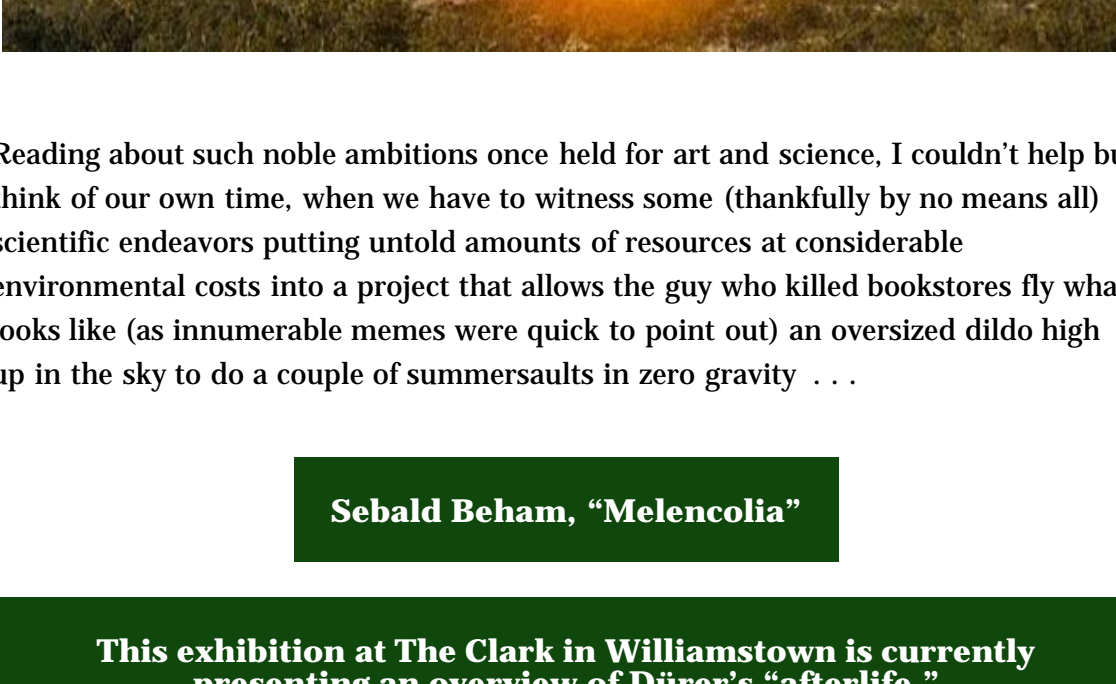 Reading about such noble ambitions once held for art and science, I couldn’t help bu
think of our own time, when we have to witness some (thankfully by no means all)
scientific endeavors putting untold amounts of resources at considerable
environmental costs into a project that allows the guy who killed bookstores fly wha
looks like (as innumerable memes were quick to point out) an oversized dildo high
up in the sky to do a couple of summersaults in zero gravity . . .
Sebald Beham, “Melencolia”
This exhibition at The Clark in Williamstown is currently
presenting an overview of Dürer’s “afterlife.”